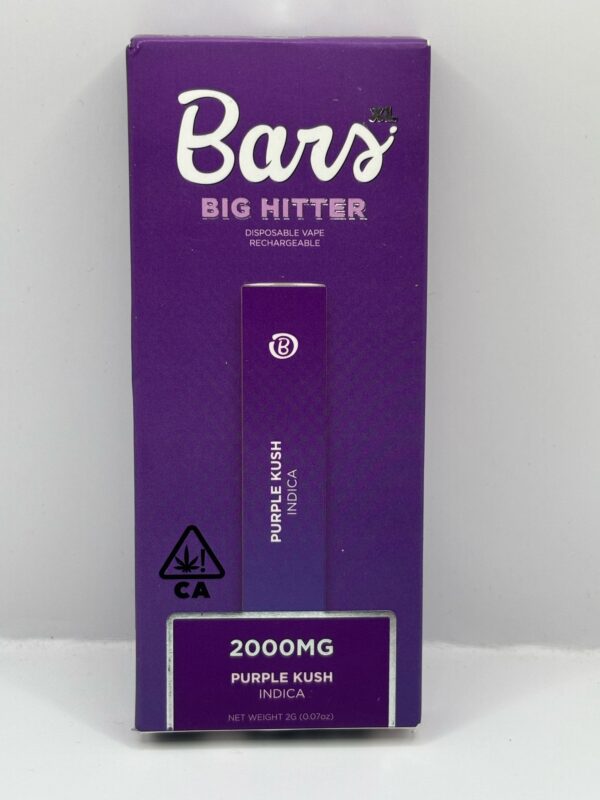 Bars
XL
BIG HITTER
DISPOSABLE VAPE
RECHARGEABLE
B
PURPLE KUSH
INDICA
!
CA
2000MG
PURPLE KUSH
INDICA
NET WEIGHT 2G (0.07oz)